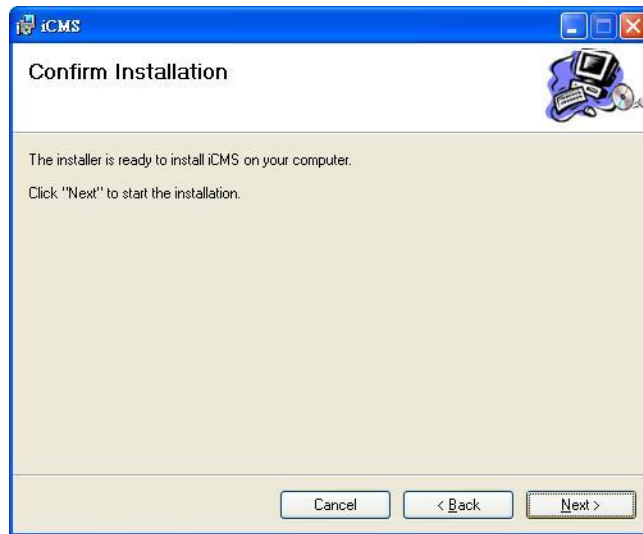 iCMS
Confirm Installation
The installer is ready to install iCMS on your computer.
Click "Next" to start the installation.
Cancel
< Back
Next >